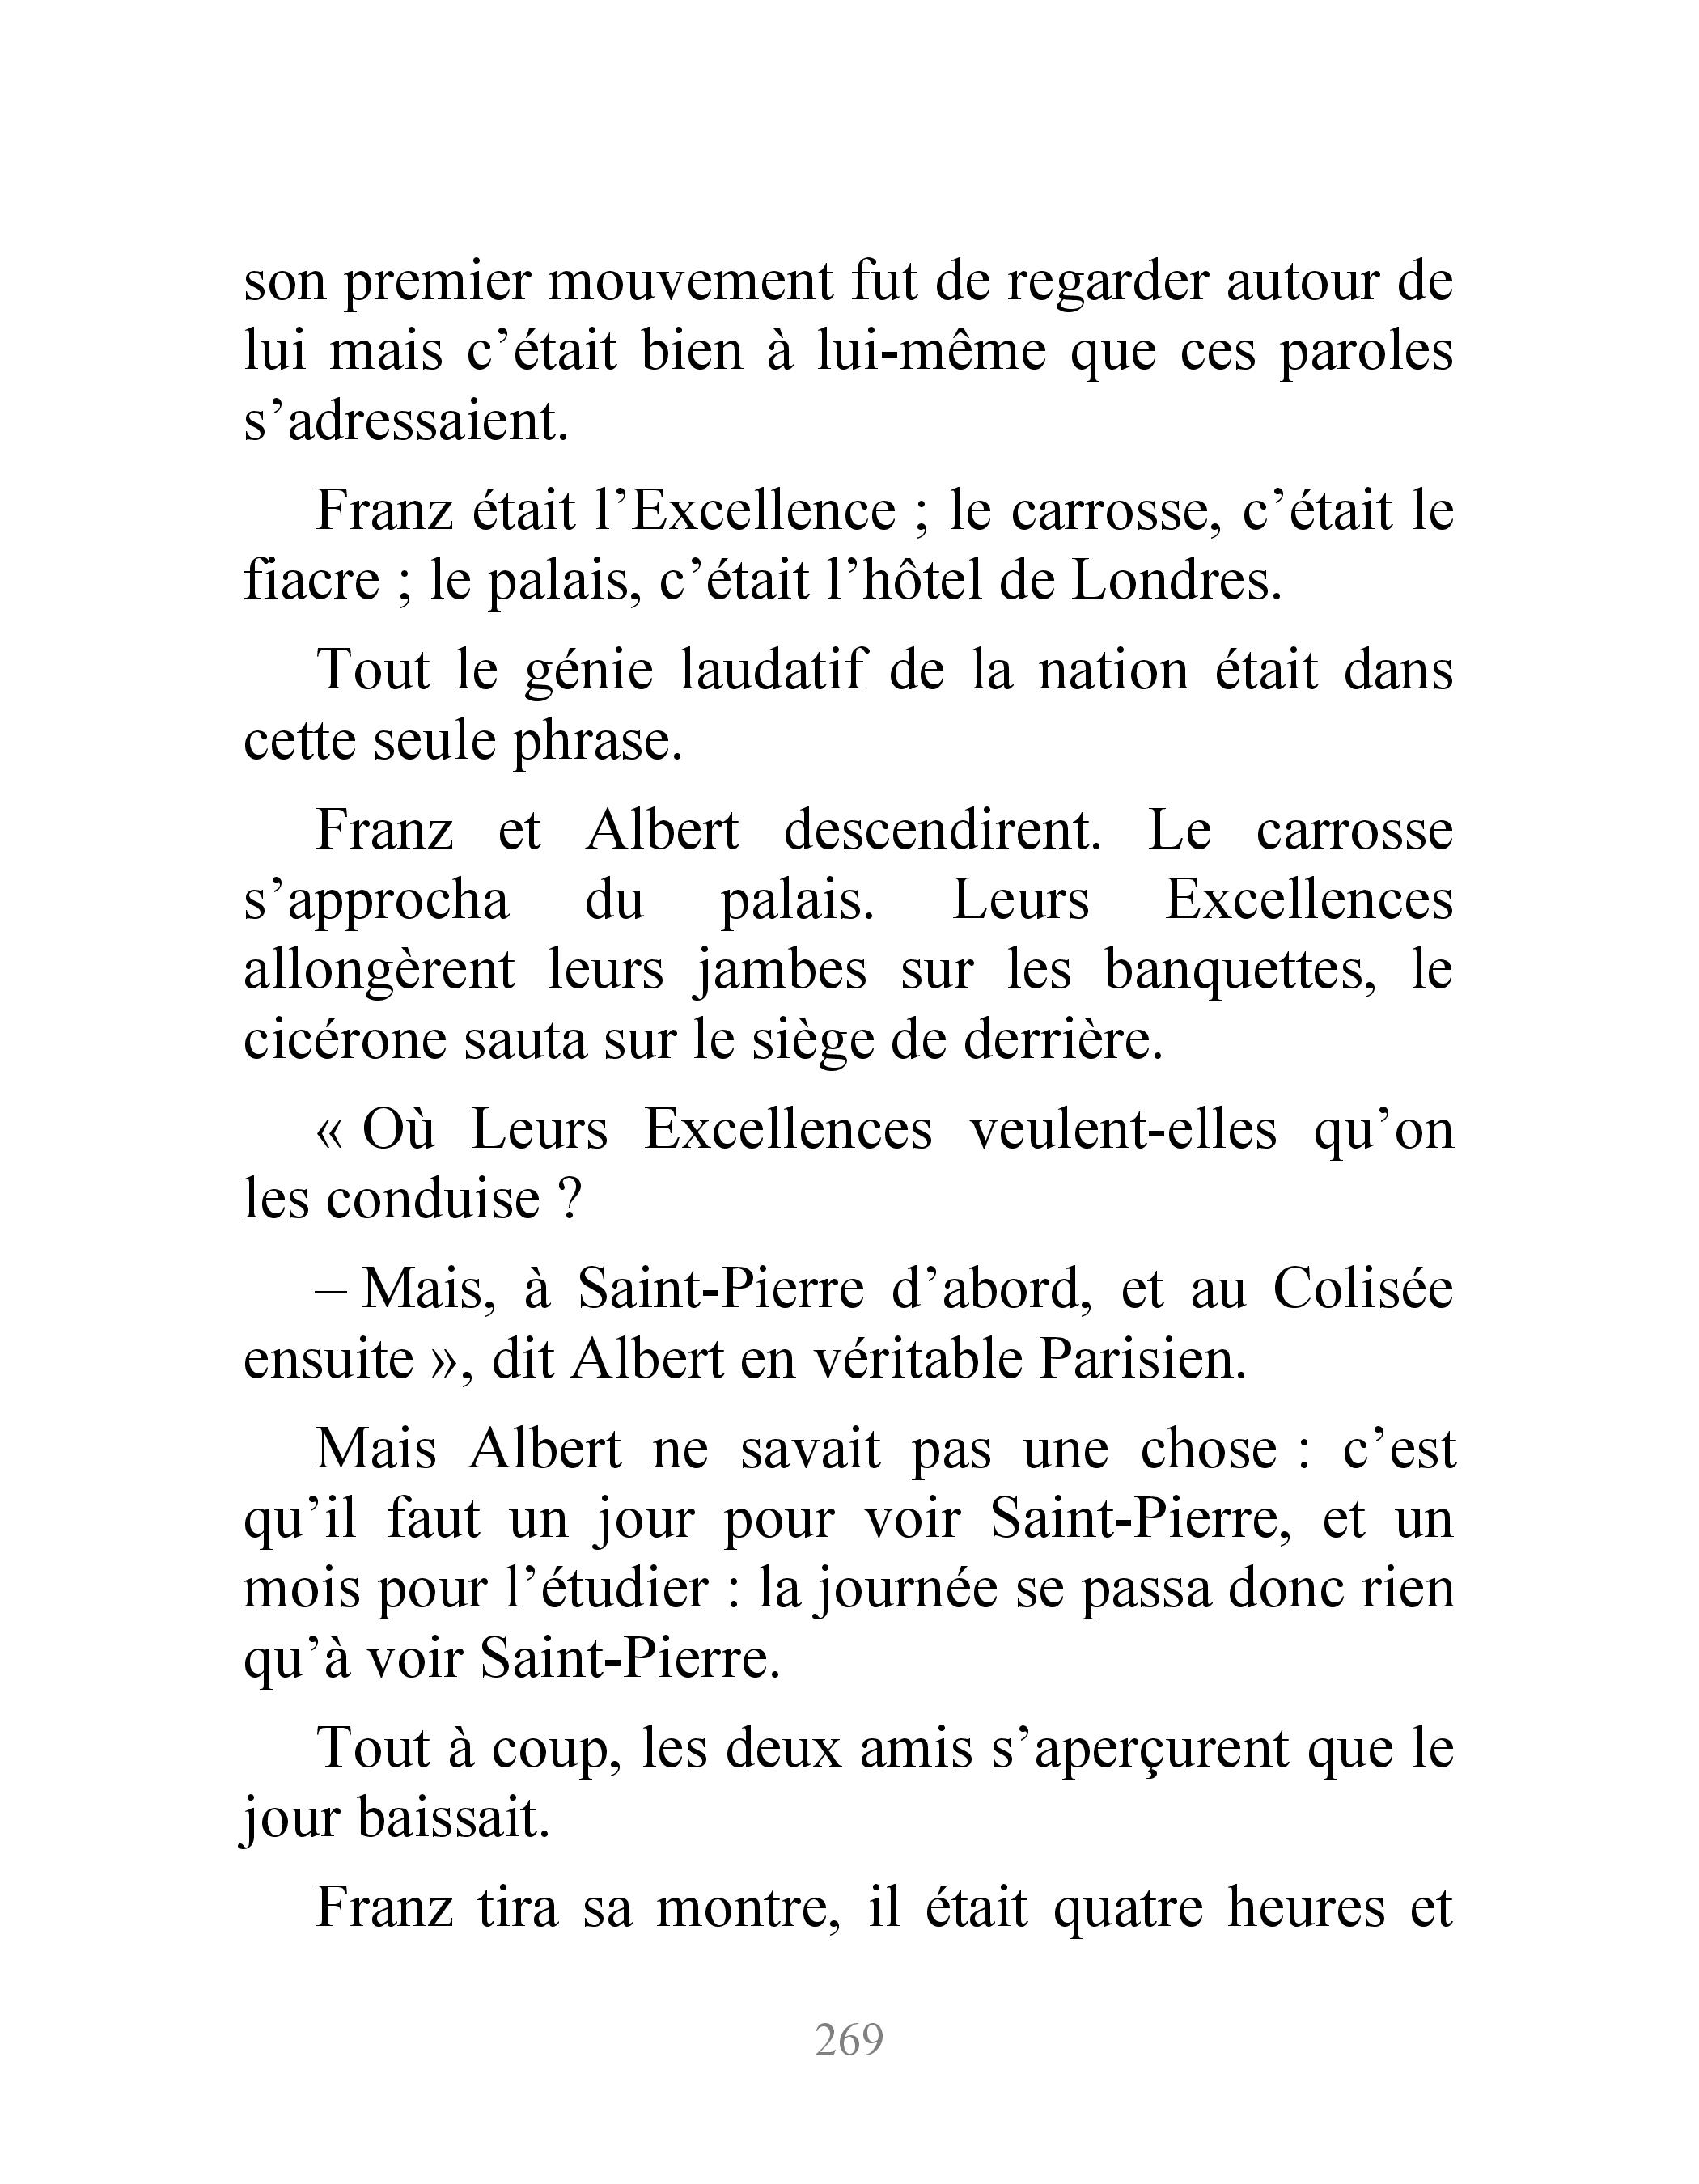 son premier mouvement fut de regarder autour de
lui mais c’était bien à lui-même que ces paroles
s’adressaient.
Franz était l’Excellence ; le carrosse, c’était le
fiacre ; le palais, c’était l’hôtel de Londres.
Tout le génie laudatif de la nation était dans
cette seule phrase.
Franz et Albert descendirent. Le carrosse
s’approcha du palais. Leurs Excellences
allongèrent leurs jambes sur les banquettes, le
cicérone sauta sur le siège de derrière.
« Où Leurs Excellences veulent-elles qu’on
les conduise ?
– Mais, à Saint-Pierre d’abord, et au Colisée
ensuite », dit Albert en véritable Parisien.
Mais Albert ne savait pas une chose : c’est
qu’il faut un jour pour voir Saint-Pierre, et un
mois pour l’étudier : la journée se passa donc rien
qu’à voir Saint-Pierre.
Tout à coup, les deux amis s’aperçurent que le
jour baissait.
Franz tira sa montre, il était quatre heures et
269